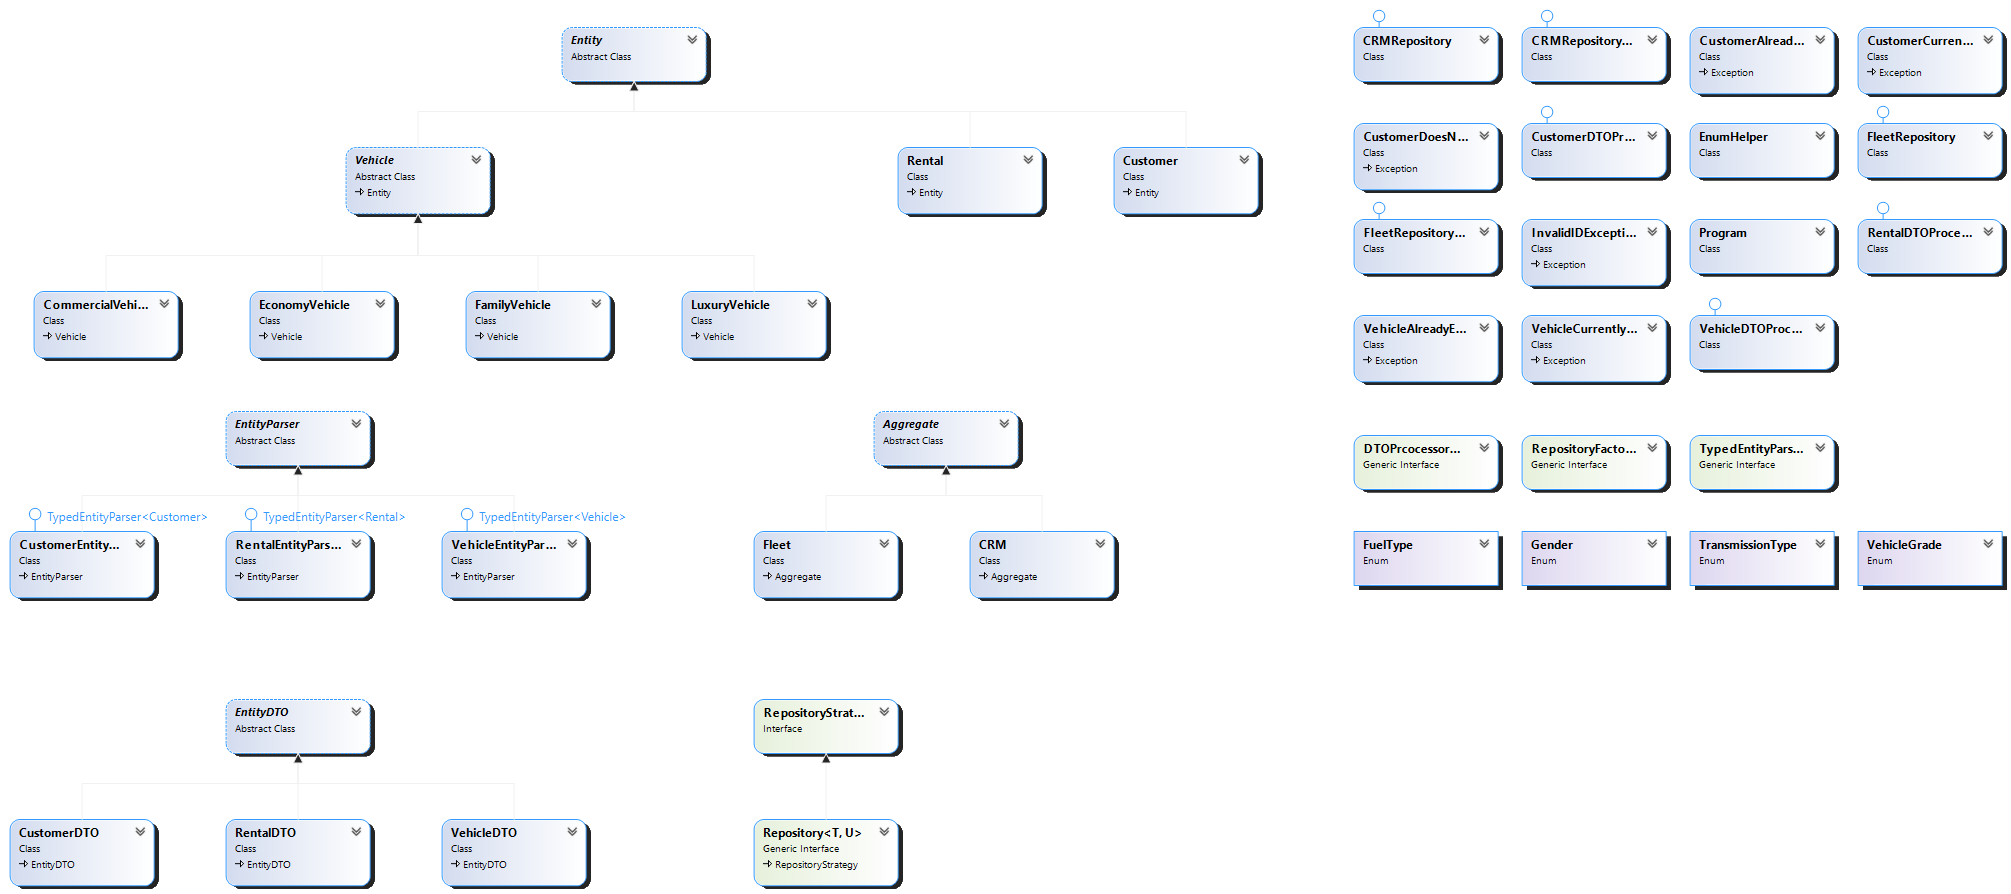 Entity
Abstract Class
Vehicle
Abstract Class
Entity
Rental
Class
Entity
Customer
Class
Entity
CommercialVehi...
Class
Vehicle
EconomyVehicle
Class
Vehicle
FamilyVehicle
Class
Vehicle
LuxuryVehicle
Class
Vehicle
EntityParser
Abstract Class
TypedEntityParser<Customer>
CustomerEntity...
Class
EntityParser
TypedEntityParser<Rental>
RentalEntityPars...
Class
EntityParser
TypedEntityParser<Vehicle>
VehicleEntityPar...
Class
EntityParser
Aggregate
Abstract Class
Fleet
Class
Aggregate
CRM
Class
Aggregate
EntityDTO
Abstract Class
CustomerDTO
Class
EntityDTO
RentalDTO
Class
EntityDTO
VehicleDTO
Class
EntityDTO
RepositoryStrat...
Interface
Repository<T, U>
Generic Interface
RepositoryStrategy
CRMRepository
Class
CRMRepository...
Class
CustomerAlread...
Class
Exception
CustomerCurren...
Class
Exception
CustomerDoesN...
Class
Exception
CustomerDTOPr...
Class
EnumHelper
Class
FleetRepository
Class
FleetRepository...
Class
InvalidIDExcepti...
Class
Exception
Program
Class
RentalDTOProce...
Class
VehicleAlreadyE...
Class
Exception
VehicleCurrently...
Class
Exception
VehicleDTOProc...
Class
DTOPrcocessor...
Generic Interface
RepositoryFacto...
Generic Interface
TypedEntityPars...
Generic Interface
FuelType
Enum
Gender
Enum
TransmissionType
Enum
VehicleGrade
Enum